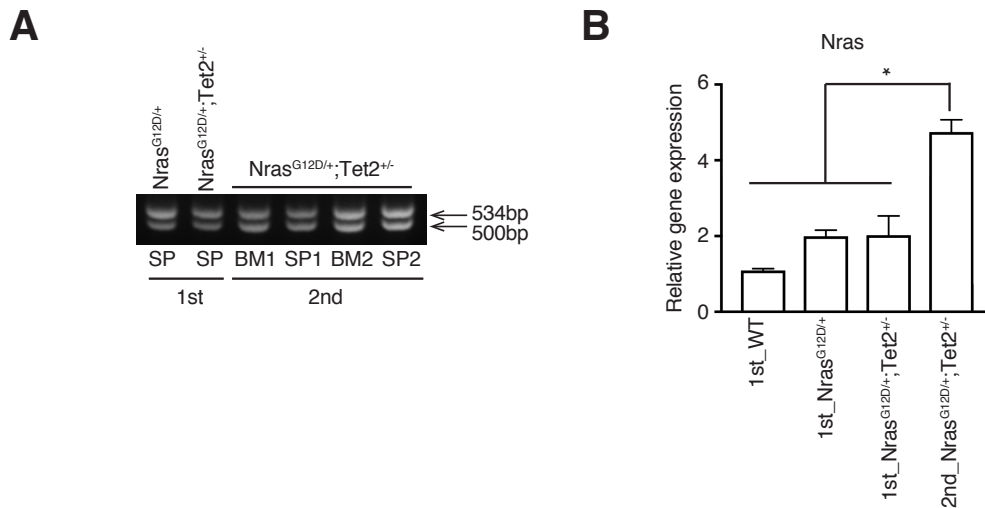 A
Nras^G12D/+
Nras^G12D/+;Tet2^+/-
Nras^G12D/+;Tet2^+/-
534bp
500bp
SP SP BM1 SP1 BM2 SP2
1st 2nd
B
Nras
*
Relative gene expression
6
4
2
0
1st_WT
1st_Nras^G12D/+
1st_Nras^G12D/+;Tet2^+/-
2nd_Nras^G12D/+;Tet2^+/-